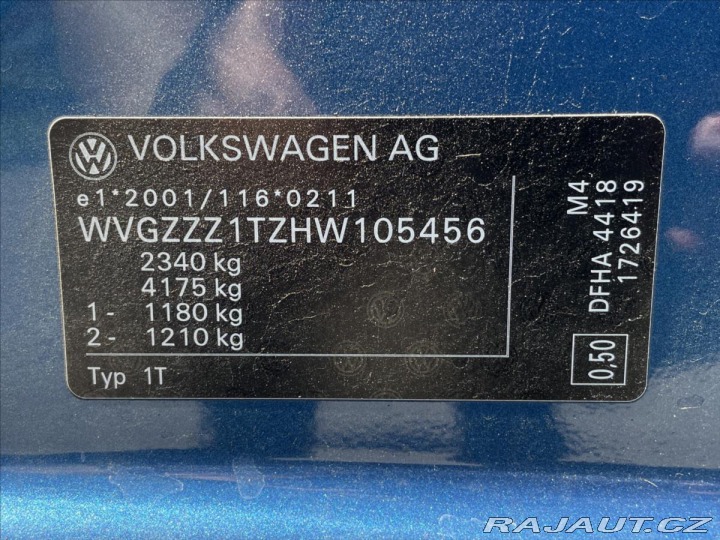 VOLKSWAGEN AG
e1*2001/116*0211
WVGZZZ1TZHW105456
2340 kg
4175 kg
1- 1180 kg
2- 1210 kg
Typ 1T
M4
DFHA 4418
1726419
0,50
RAJAUT.CZ